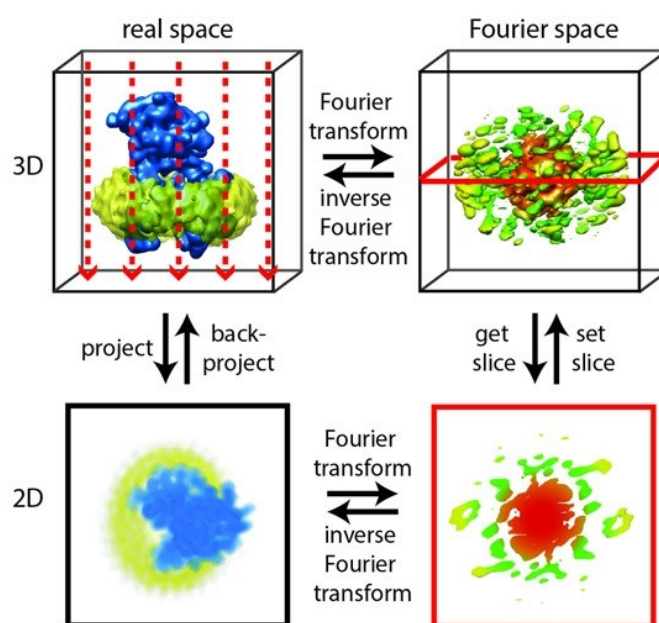 real space
Fourier space
3D
Fourier
transform
inverse
Fourier
transform
project
back-
project
get
slice
set
slice
2D
Fourier
transform
inverse
Fourier
transform